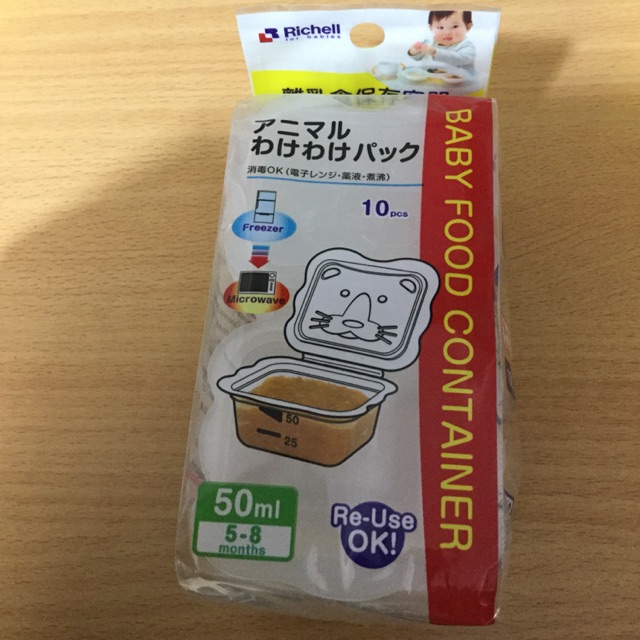 Richell
for babies
離乳食保存容器
アニマル
わけわけパック
消毒OK(電子レンジ・薬液・煮沸)
10pcs
Freezer
Microwave
50
25
50ml
5-8
months
Re-Use
OK!
BABY FOOD CONTAINER